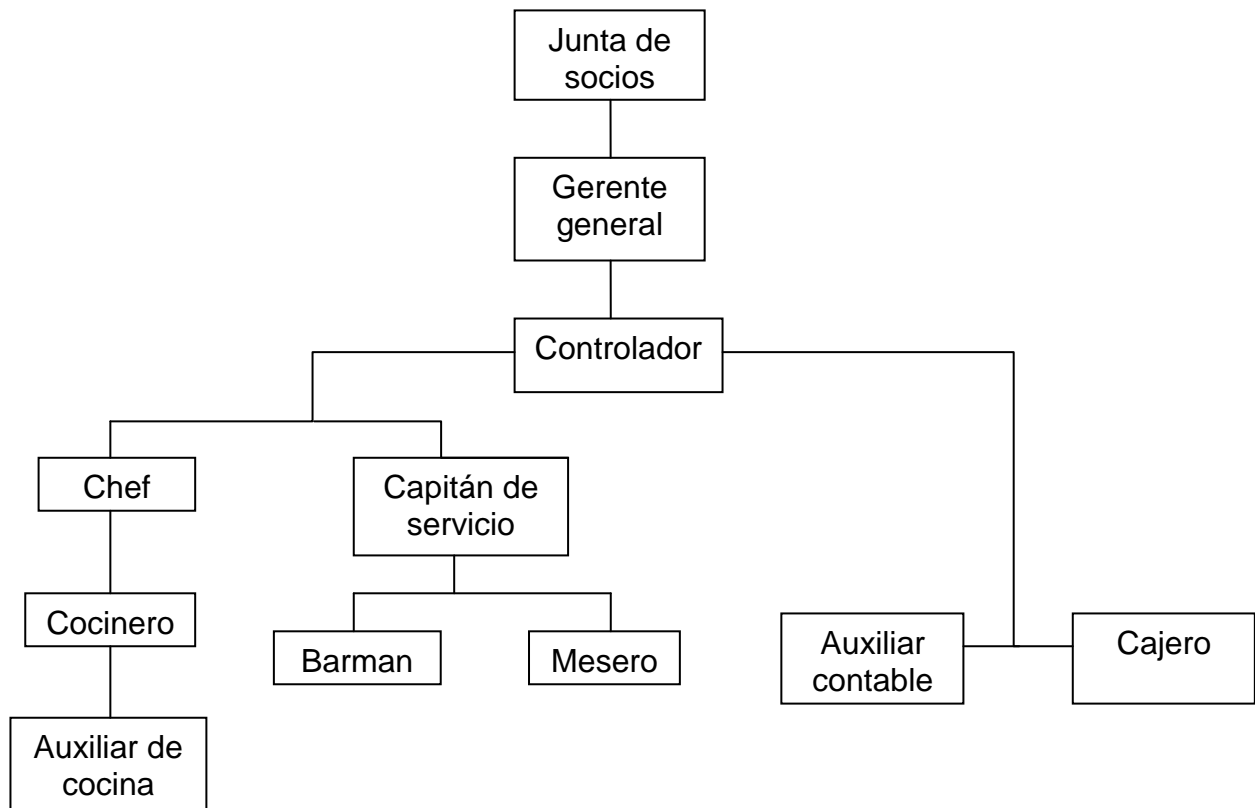 Junta de
socios
Gerente
general
Controlador
Chef
Capitán de
servicio
Cocinero
Barman
Mesero
Auxiliar
contable
Cajero
Auxiliar de
cocina